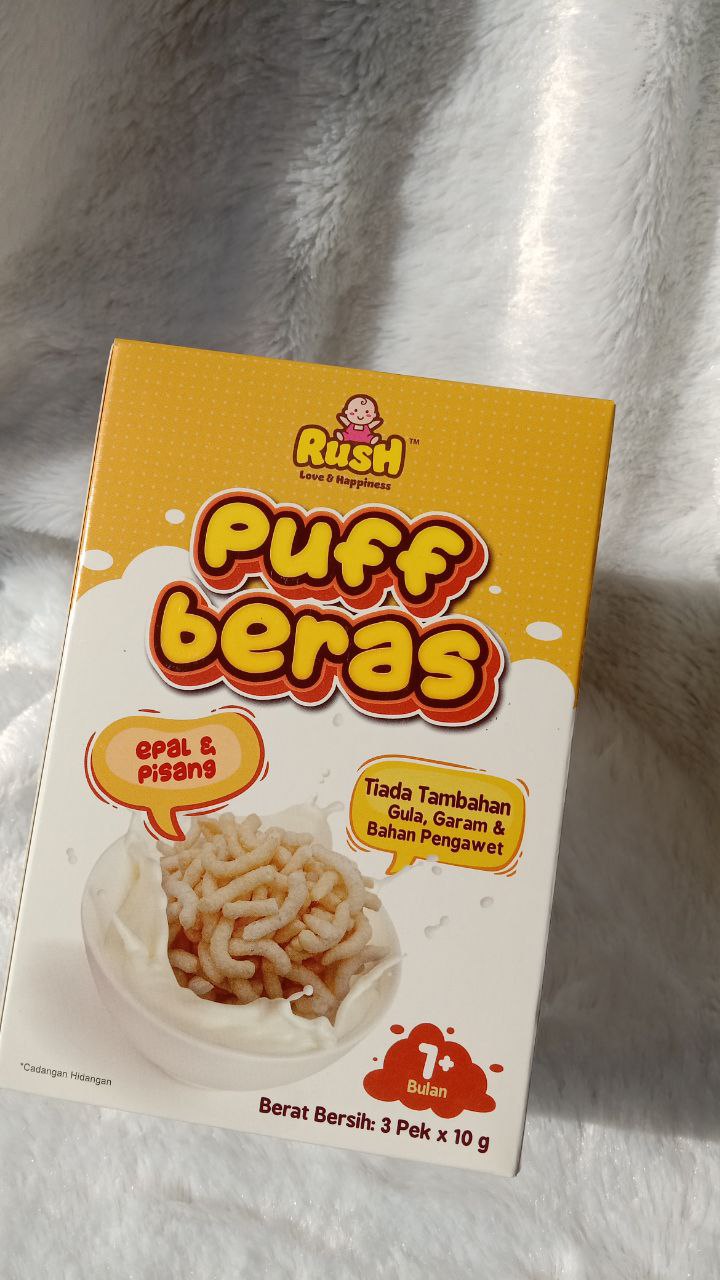 RusH™
Love & Happiness
Puff
beras
epal &
pisang
Tiada Tambahan
Gula, Garam &
Bahan Pengawet
7+
Bulan
*Cadangan Hidangan
Berat Bersih: 3 Pek x 10 g